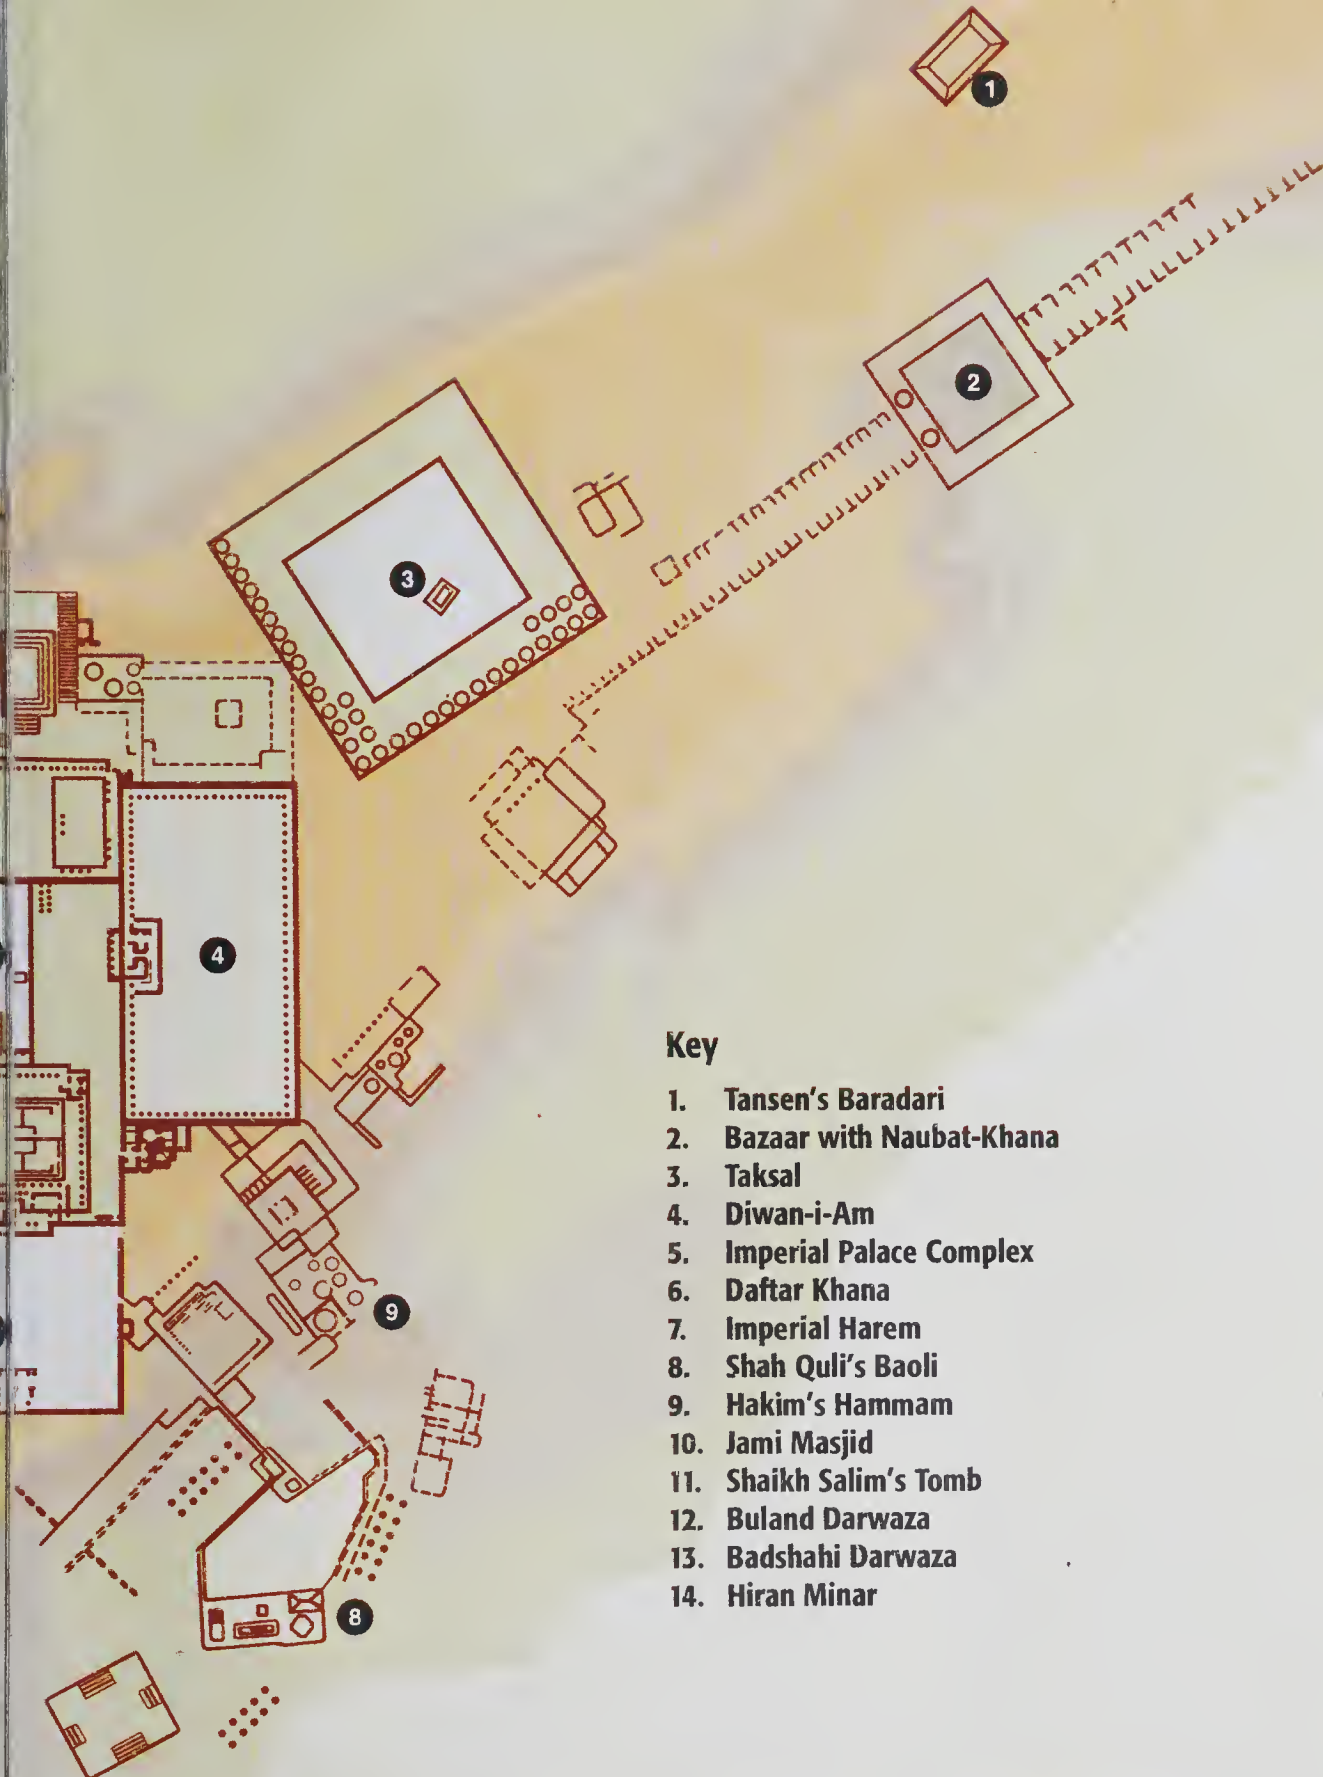 1
2
3
4
Key
1. Tansen's Baradari
2. Bazaar with Naubat-Khana
3. Taksal
4. Diwan-i-Am
5. Imperial Palace Complex
6. Daftar Khana
7. Imperial Harem
8. Shah Quli's Baoli
9. Hakim's Hammam
10. Jami Masjid
11. Shaikh Salim's Tomb
12. Buland Darwaza
13. Badshahi Darwaza
14. Hiran Minar
9
8